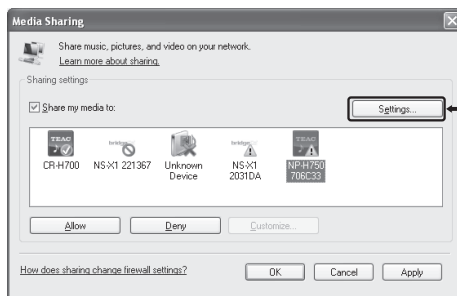 Media Sharing
Share music, pictures, and video on your network.
Learn more about sharing.
Sharing settings
Share my media to:
Settings...
TEAC
TEAC
CR-H700
NS-X1 221367
Unknown
Device
NS-X1
2031DA
NP-H750
706C33
Allow
Deny
Customize...
How does sharing change firewall settings?
OK
Cancel
Apply